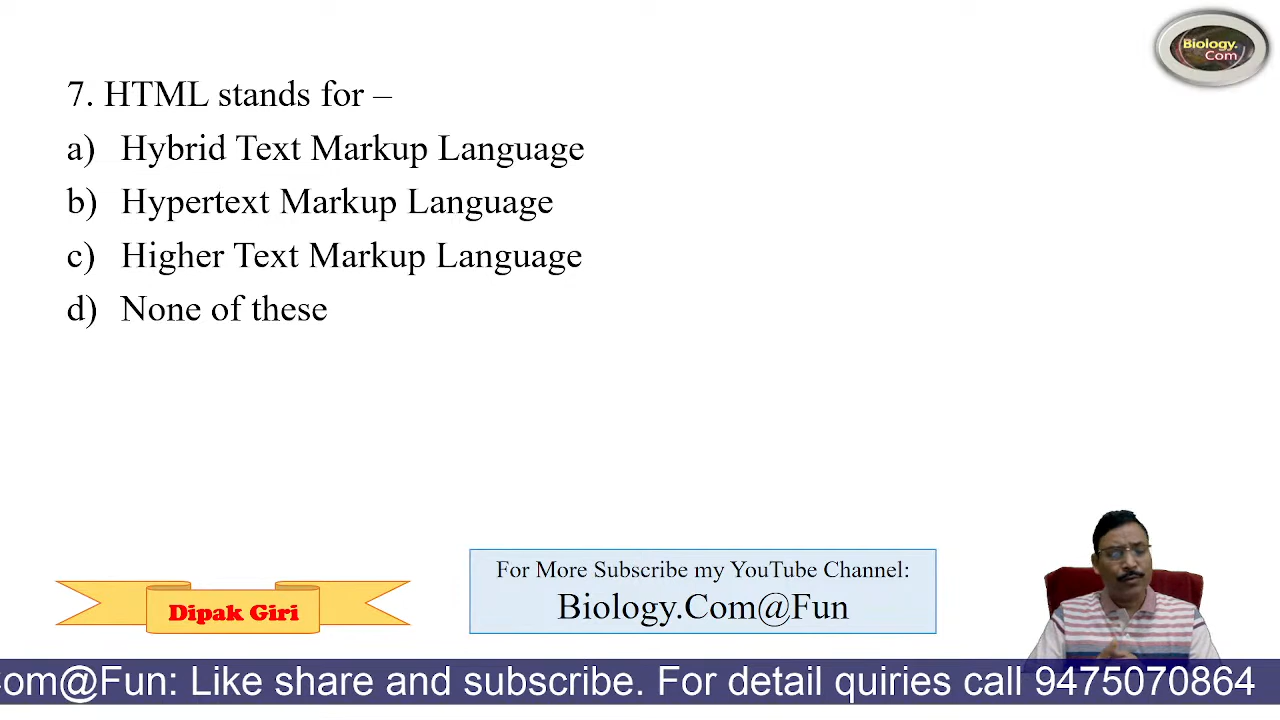 Biology.
Com
7. HTML stands for –
a) Hybrid Text Markup Language
b) Hypertext Markup Language
c) Higher Text Markup Language
d) None of these
For More Subscribe my YouTube Channel:
Biology.Com@Fun
Dipak Giri
Com@Fun: Like share and subscribe. For detail quiries call 9475070864